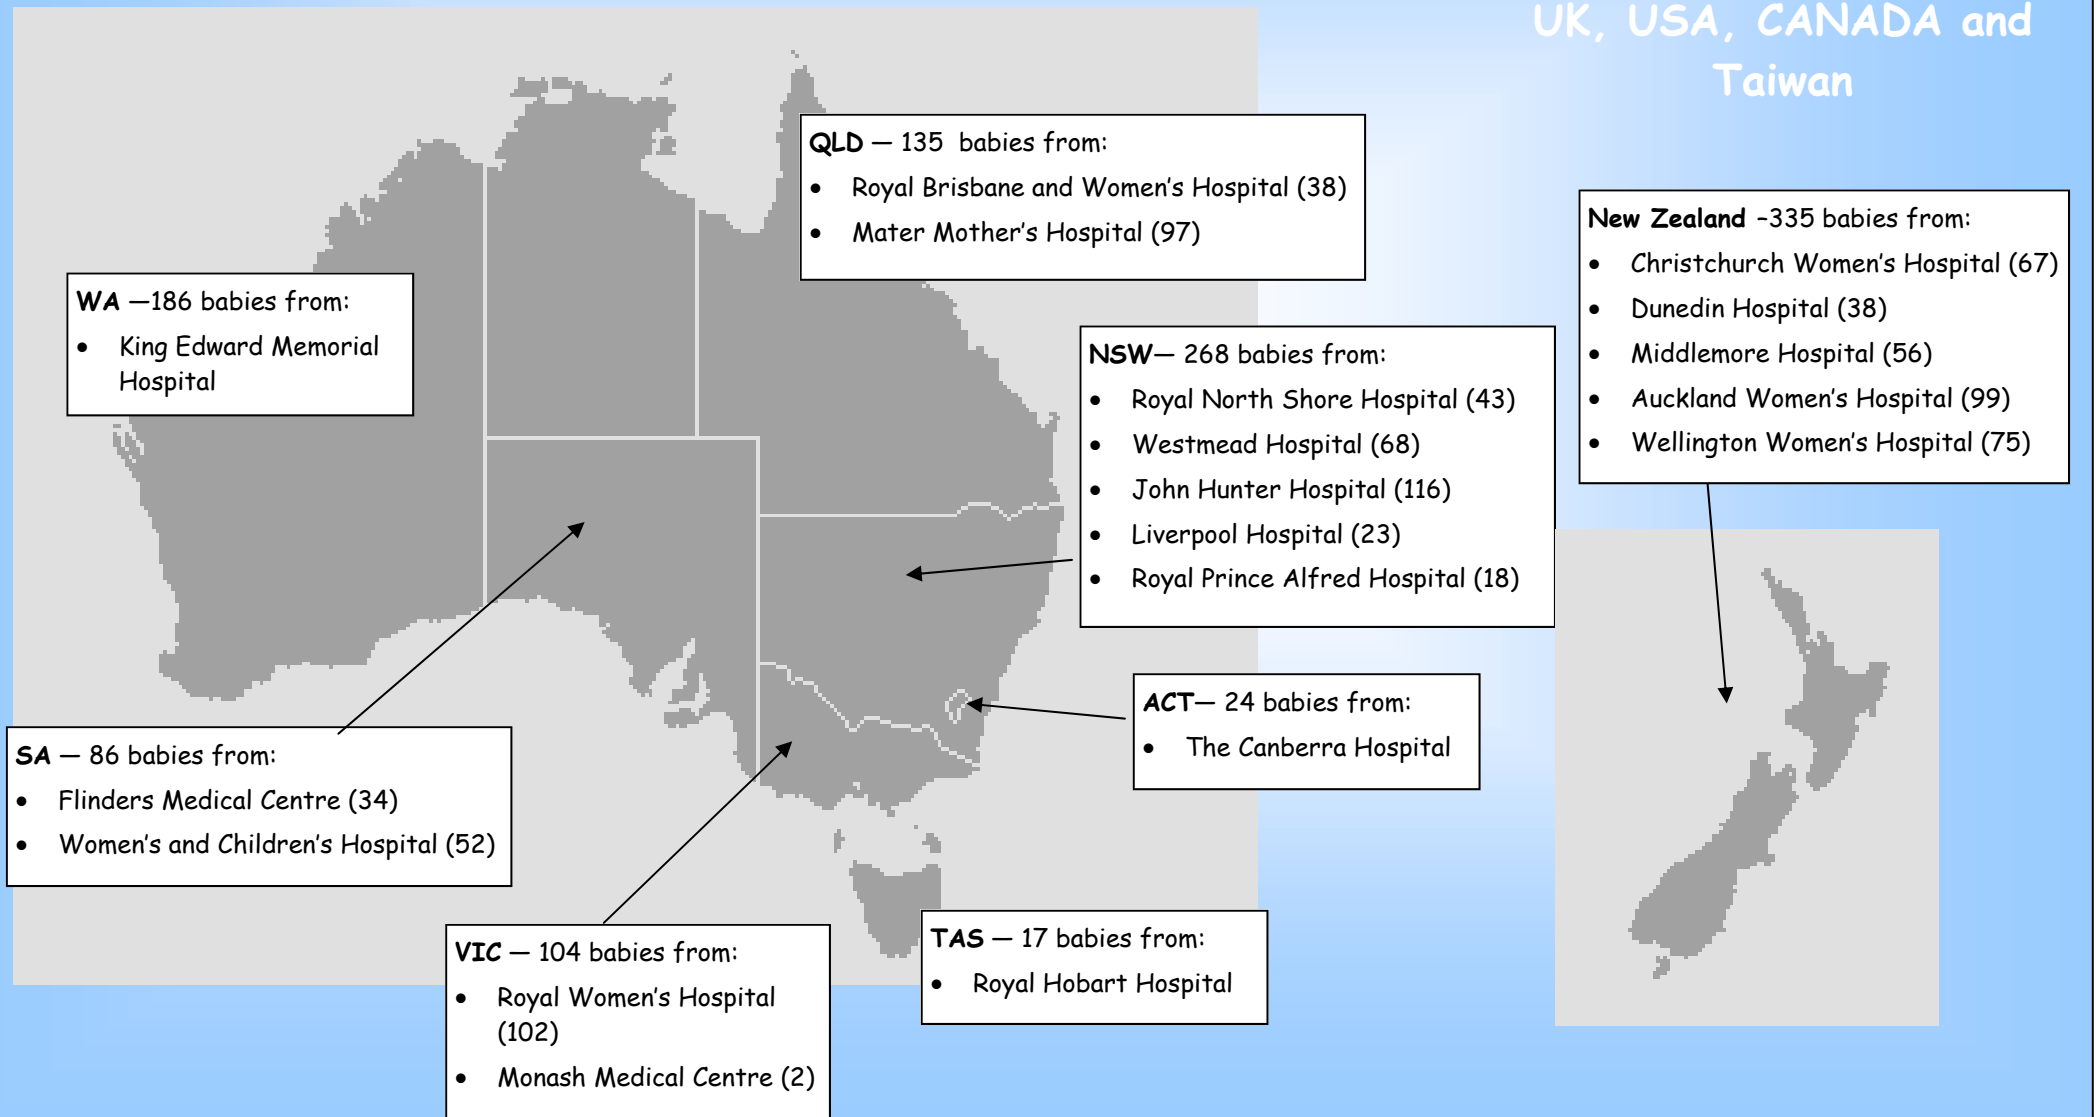 UK, USA, CANADA and
Taiwan
QLD — 135 babies from:
• Royal Brisbane and Women's Hospital (38)
• Mater Mother's Hospital (97)
New Zealand –335 babies from:
• Christchurch Women's Hospital (67)
• Dunedin Hospital (38)
• Middlemore Hospital (56)
• Auckland Women's Hospital (99)
• Wellington Women's Hospital (75)
WA —186 babies from:
• King Edward Memorial
Hospital
NSW— 268 babies from:
• Royal North Shore Hospital (43)
• Westmead Hospital (68)
• John Hunter Hospital (116)
• Liverpool Hospital (23)
• Royal Prince Alfred Hospital (18)
ACT— 24 babies from:
• The Canberra Hospital
SA — 86 babies from:
• Flinders Medical Centre (34)
• Women's and Children's Hospital (52)
VIC — 104 babies from:
• Royal Women's Hospital
(102)
• Monash Medical Centre (2)
TAS — 17 babies from:
• Royal Hobart Hospital